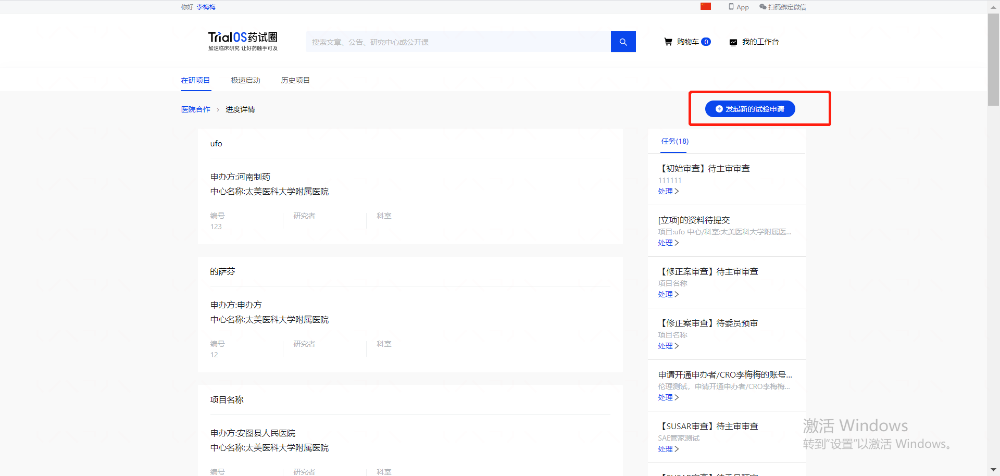 你好 李梅梅
App 扫码绑定微信
TrialOS药试圈
加速临床研究 让好药触手可及
搜索文章、公告、研究中心或公开课
购物车 0 我的工作台
在研项目 极速启动 历史项目
医院合作 > 进度详情
发起新的试验申请
ufo
申办方:河南制药
中心名称:太美医科大学附属医院
编号 研究者 科室
123
的萨芬
申办方:申办方
中心名称:太美医科大学附属医院
编号 研究者 科室
12
项目名称
申办方:安图县人民医院
中心名称:太美医科大学附属医院
编号 研究者 科室
任务(18)
【初始审查】待主审审查
111111
处理 >
[立项]的资料待提交
项目:ufo 中心/科室:太美医科大学附属医...
处理 >
【修正案审查】待主审审查
项目名称
处理 >
【修正案审查】待委员预审
项目名称
处理 >
申请开通申办者/CRO李梅梅的账号...
伦理测试，申请开通申办者/CRO李梅梅...
处理 >
【SUSAR审查】待主审审查
SAE管家测试
处理 >
【SUSAR审查】待委员预审
激活 Windows
转到“设置”以激活 Windows。